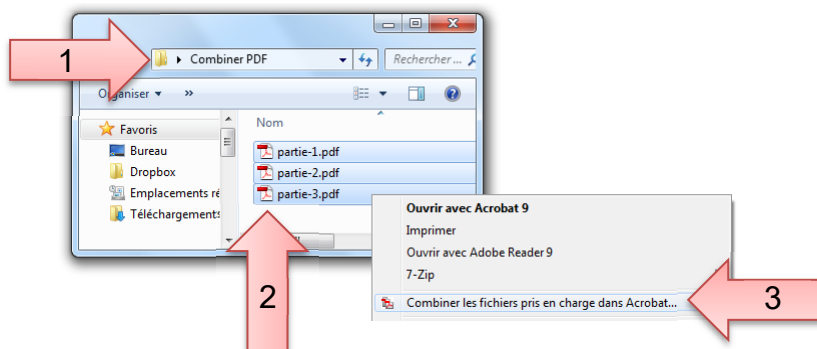 1
Combiner PDF
Rechercher ...
Organiser
»
Nom
Favoris
Bureau
Dropbox
Emplacements ré
Téléchargements
partie-1.pdf
partie-2.pdf
partie-3.pdf
2
Ouvrir avec Acrobat 9
Imprimer
Ouvrir avec Adobe Reader 9
7-Zip
Combiner les fichiers pris en charge dans Acrobat...
3